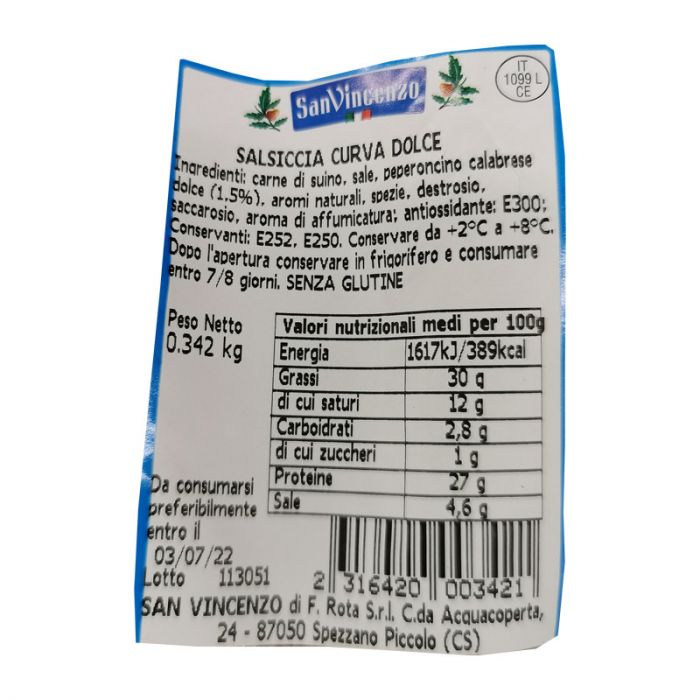 SanVincenzo
IT
1099 L
CE
SALSICCIA CURVA DOLCE
Ingredienti: carne di suino, sale, peperoncino calabrese
dolce (1.5%), aromi naturali, spezie, destrosio,
saccarosio, aroma di affumicatura; antiossidante: E300;
Conservanti: E252, E250. Conservare da +2°C a +8°C.
Dopo l'apertura conservare in frigorifero e consumare
entro 7/8 giorni. SENZA GLUTINE
Peso Netto
0.342 kg
Valori nutrizionali medi per 100g
Energia 1617kJ/389kcal
Grassi 30 g
di cui saturi 12 g
Carboidrati 2,8 g
di cui zuccheri 1 g
Proteine 27 g
Sale 4,6 g
Da consumarsi
preferibilmente
entro il
03/07/22
Lotto 113051
2 316420 003421
SAN VINCENZO di F. Rota S.r.l. C.da Acquacoperta,
24 - 87050 Spezzano Piccolo (CS)